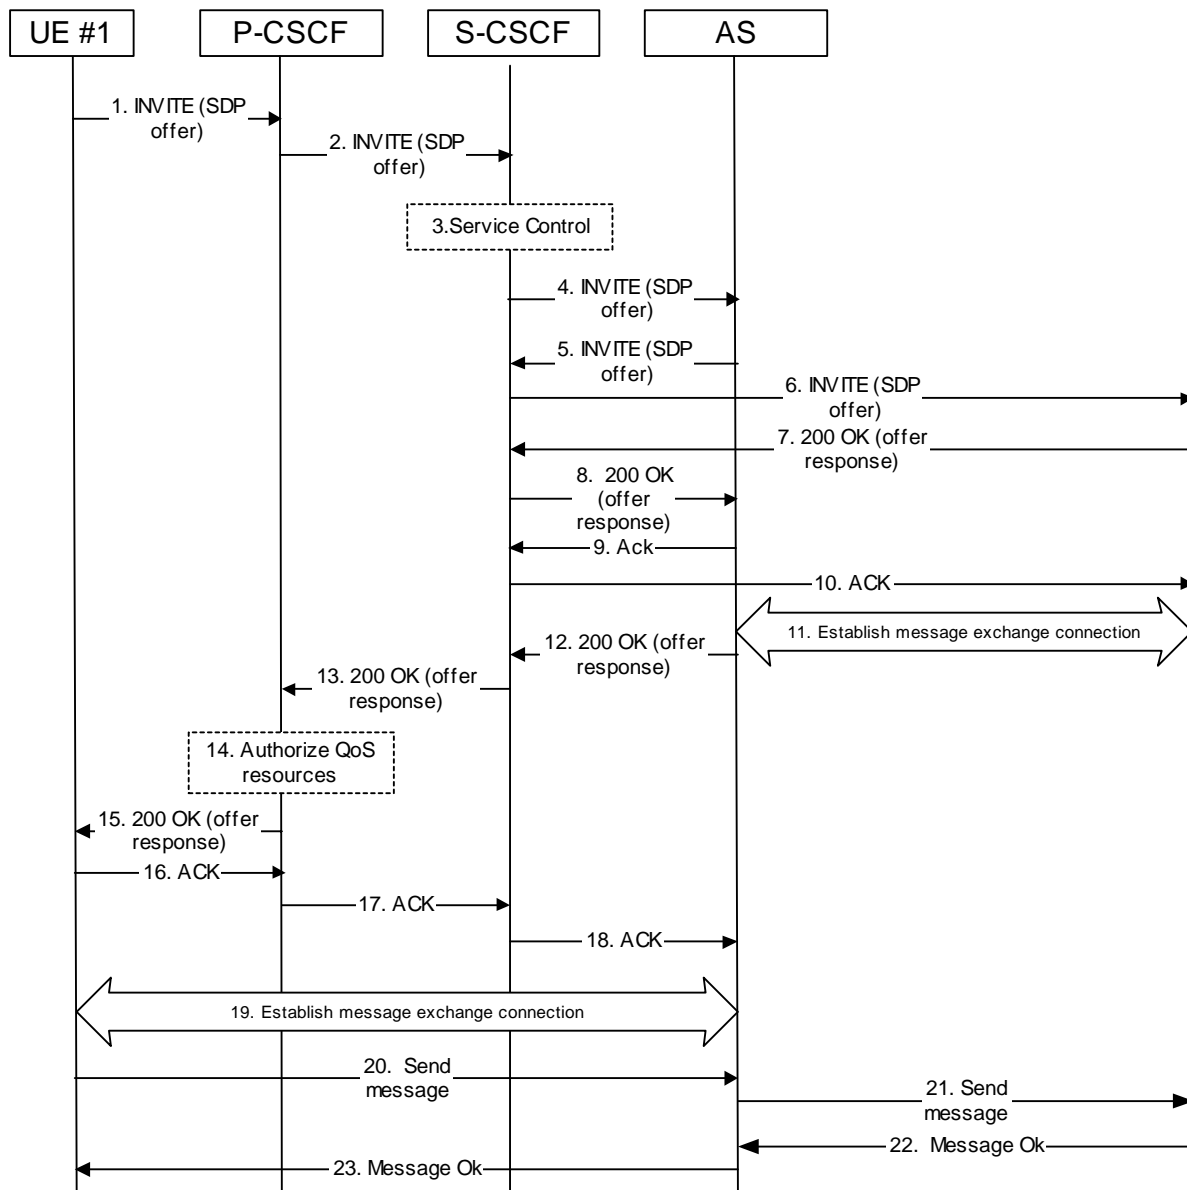 UE #1
P-CSCF
S-CSCF
AS
1. INVITE (SDP
offer)
2. INVITE (SDP
offer)
3.Service Control
4. INVITE (SDP
offer)
5. INVITE (SDP
offer)
6. INVITE (SDP
offer)
7. 200 OK (offer
response)
8. 200 OK
(offer
response)
9. Ack
10. ACK
11. Establish message exchange connection
12. 200 OK (offer
response)
13. 200 OK (offer
response)
14. Authorize QoS
resources
15. 200 OK (offer
response)
16. ACK
17. ACK
18. ACK
19. Establish message exchange connection
20. Send
message
21. Send
message
22. Message Ok
23. Message Ok